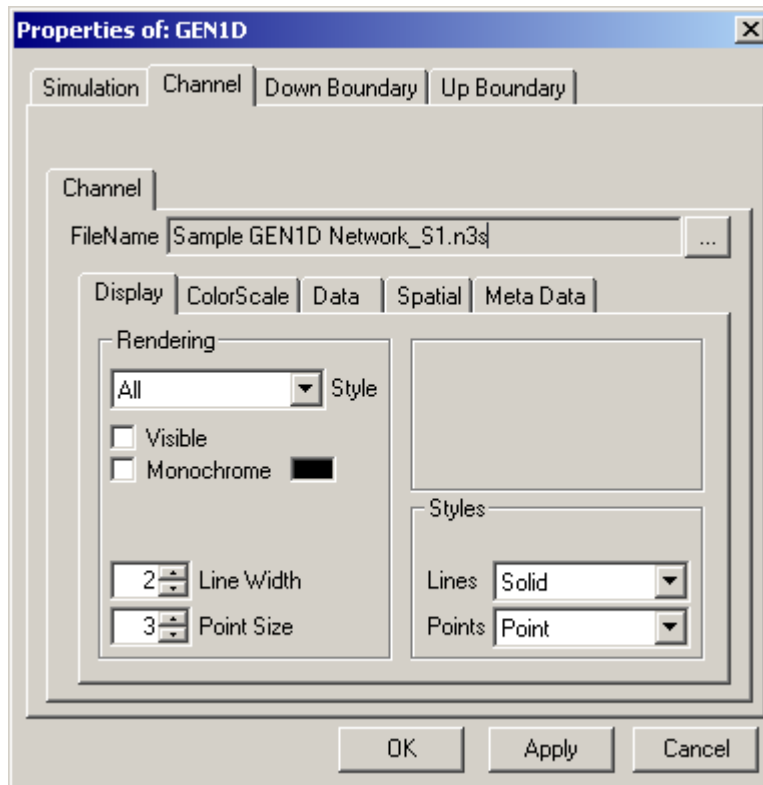 Properties of: GEN1D
Simulation Channel Down Boundary Up Boundary
Channel
FileName Sample GEN1D Network_S1.n3s ...
Display ColorScale Data Spatial Meta Data
Rendering
All Style
Visible
Monochrome
2 Line Width
3 Point Size
Styles
Lines Solid
Points Point
OK Apply Cancel